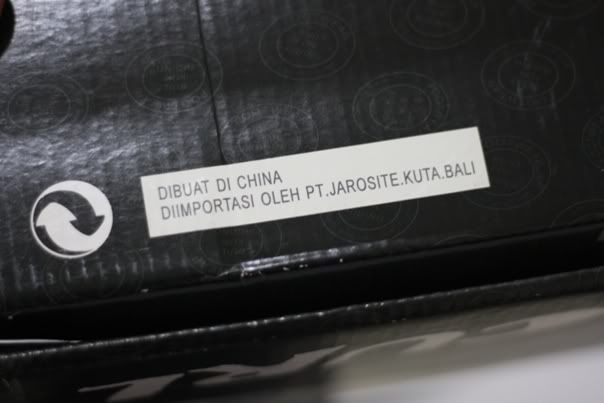 DIBUAT DI CHINA
DIIMPORTASI OLEH PT.JAROSITE.KUTA.BALI